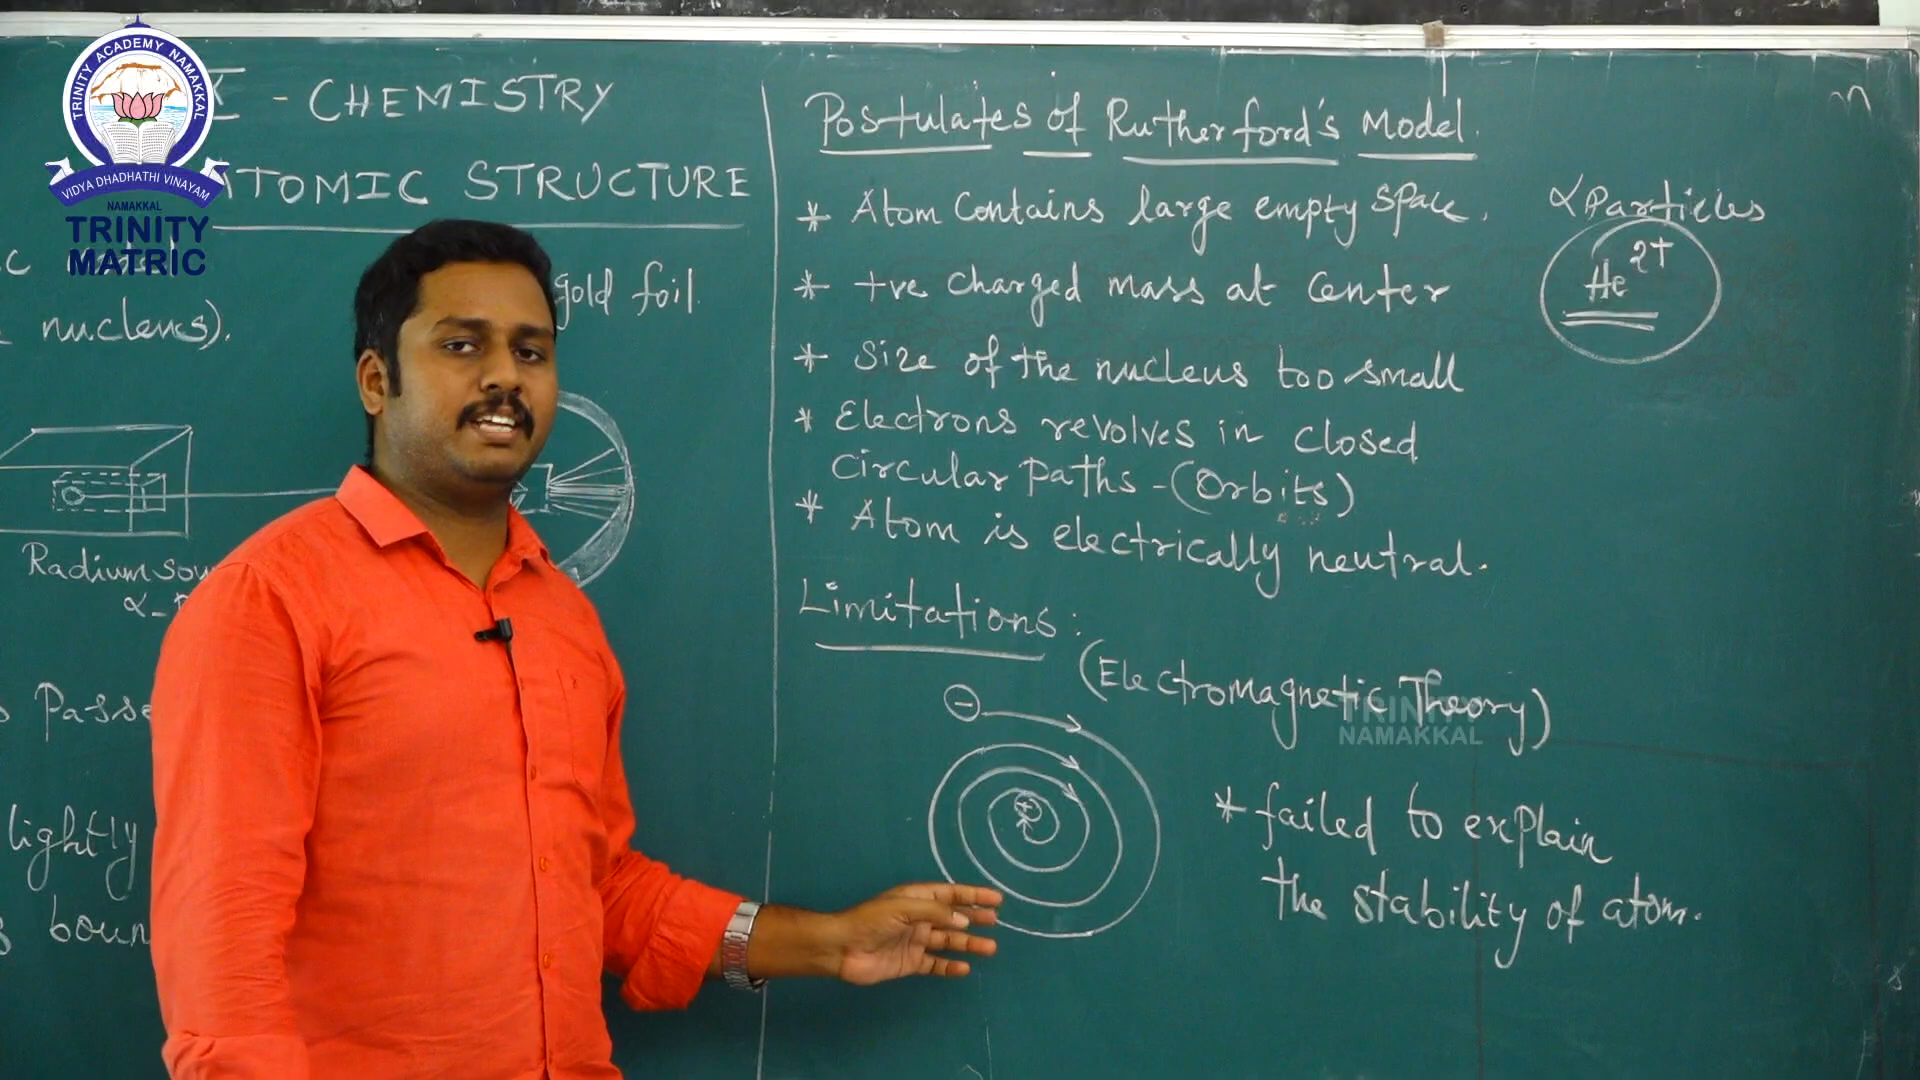 TRINITY ACADEMY NAMAKKAL
VIDYA DHADHATHI VINAYAM
NAMAKKAL
TRINITY
MATRIC
- CHEMISTRY
ATOMIC STRUCTURE
gold foil
nucleus).
Radium
α-
Passe
lightly
boun
Postulates of Rutherford's Model.
* Atom Contains large empty space.
* +ve charged mass at Center
* Size of the nucleus too small
* Electrons revolves in closed
Circular Paths - (Orbits)
* Atom is electrically neutral.
Limitations :
(Electromagnetic Theory)
-
+
* failed to explain
the stability of atom.
α Particles
He2+
n
TRINITY
NAMAKKAL